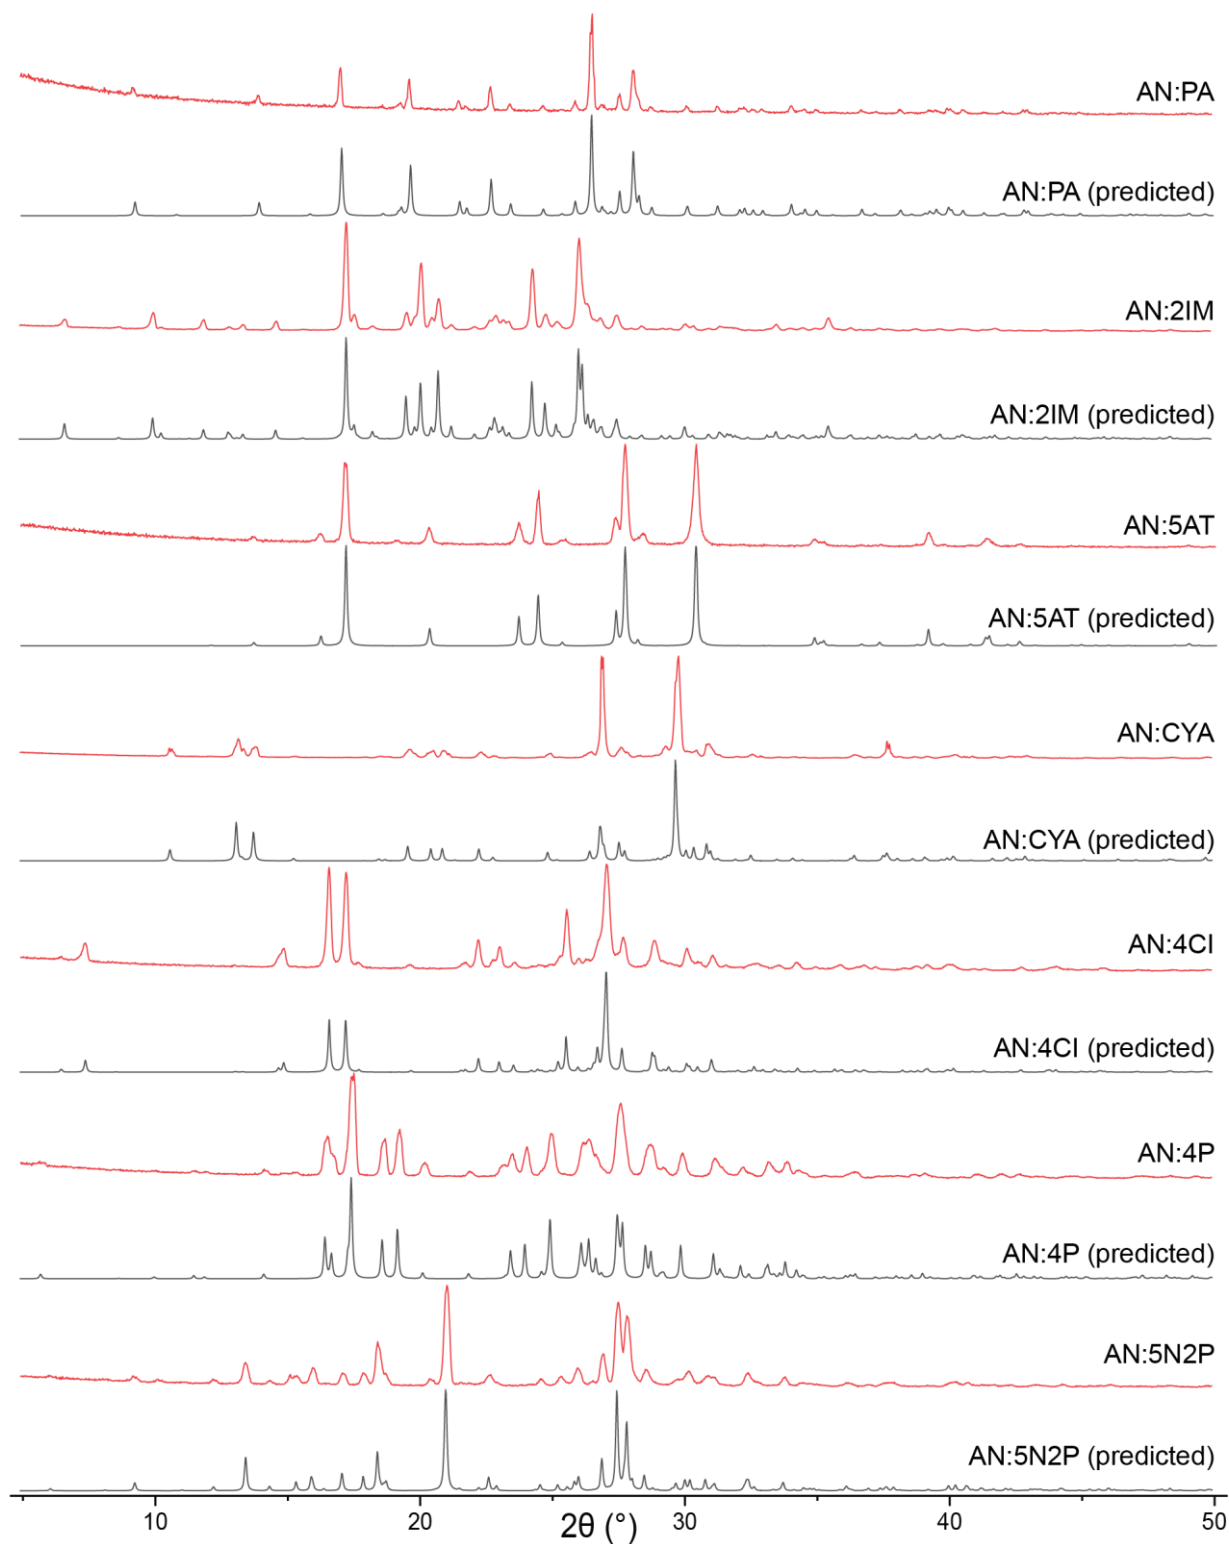 AN:PA
AN:PA (predicted)
AN:2IM
AN:2IM (predicted)
AN:5AT
AN:5AT (predicted)
AN:CYA
AN:CYA (predicted)
AN:4CI
AN:4CI (predicted)
AN:4P
AN:4P (predicted)
AN:5N2P
AN:5N2P (predicted)
10 20 30 40 50
2θ (°)